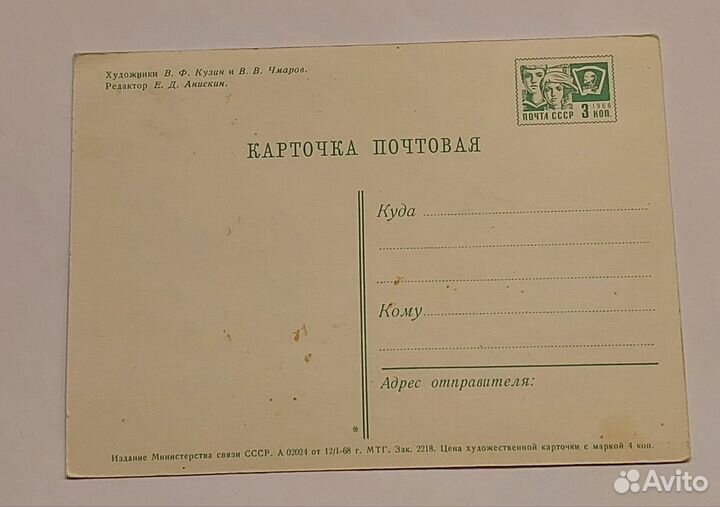 Художники В. Ф. Кузин и В. В. Чмаров.
Редактор Е. Д. Анискин.
1966
ПОЧТА СССР 3 КОП.
КАРТОЧКА ПОЧТОВАЯ
Куда
Кому
Адрес отправителя:
*
Издание Министерства связи СССР. А 02024 от 12/I-68 г. МТГ. Зак. 2218. Цена художественной карточки с маркой 4 коп.
Avito